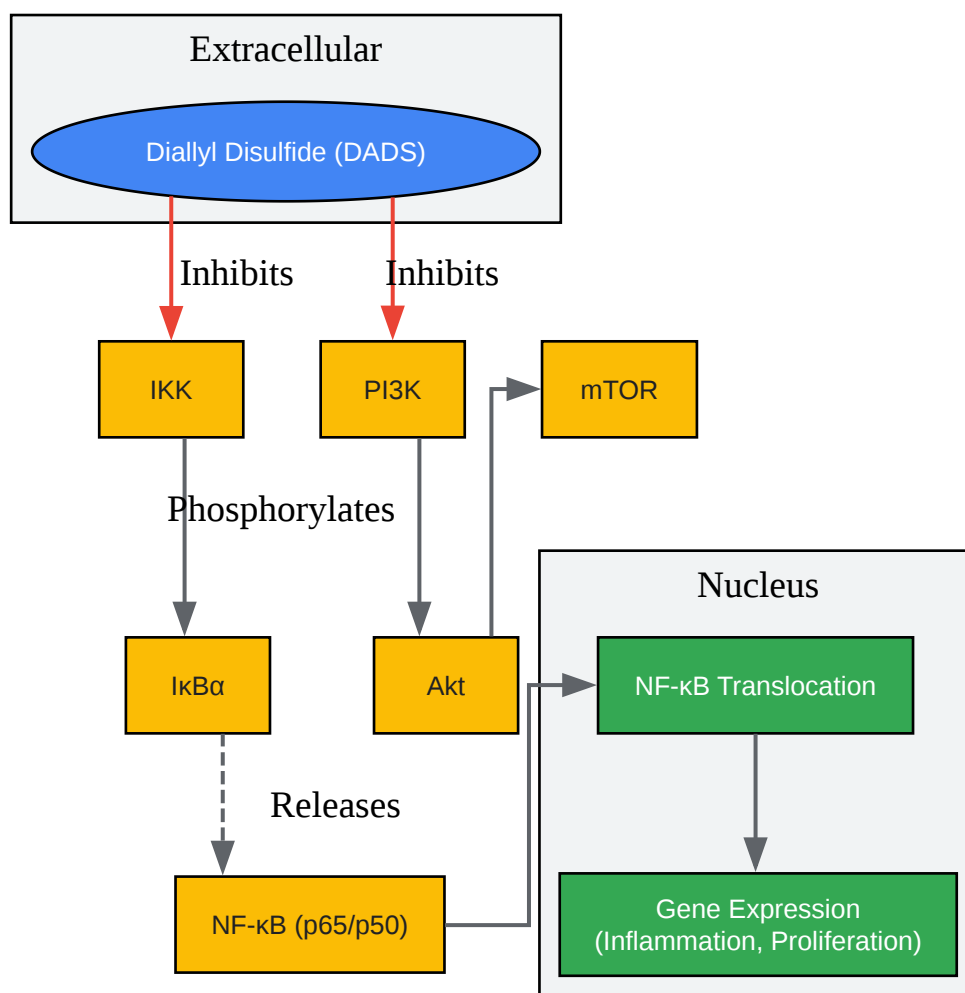 Extracellular
Diallyl Disulfide (DADS)
Inhibits
Inhibits
IKK
PI3K
mTOR
Phosphorylates
Nucleus
IκBα
Akt
NF-κB Translocation
Releases
NF-κB (p65/p50)
Gene Expression
(Inflammation, Proliferation)